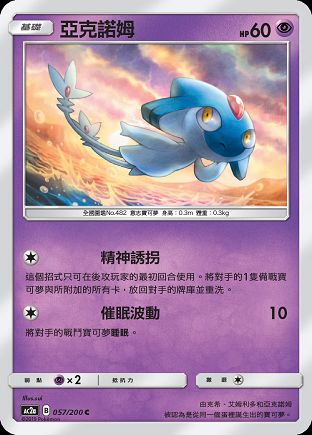 基礎 亞克諾姆 HP60
全國圖鑑No.482 意志寶可夢 身高：0.3m 體重：0.3kg
精神誘拐
這個招式只可在後攻玩家的最初回合使用。將對手的1隻備戰寶
可夢與所附加的所有卡，放回對手的牌庫並重洗。
催眠波動 10
將對手的戰鬥寶可夢睡眠。
弱點 ×2 抵抗力 撤退
Illus.sui
AC2a B 057/200 C
©2019 Pokémon
由克希、艾姆利多和亞克諾姆
被認為是從同一個蛋裡誕生出的寶可夢。